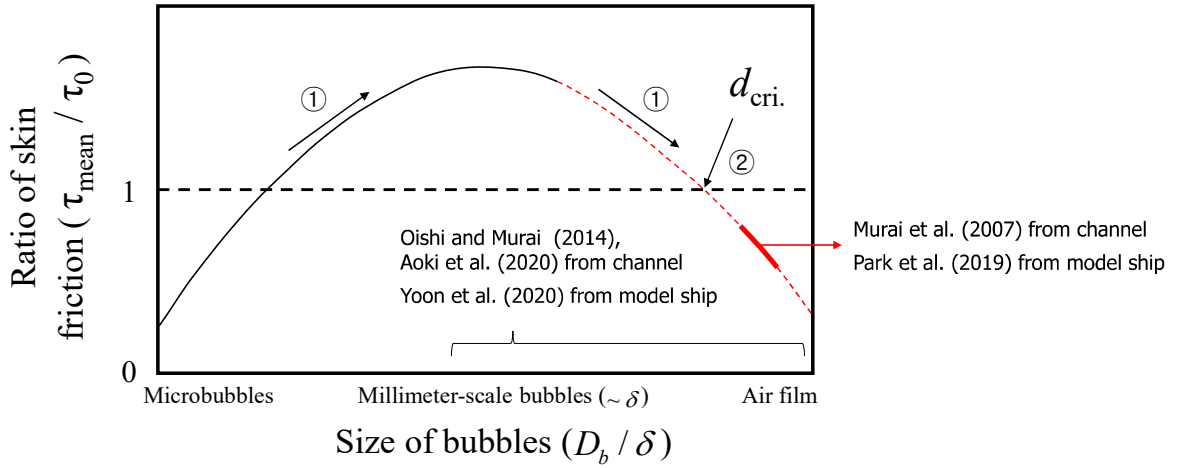 Ratio of skin
friction ( τmean / τ0)
1
0
①
①
dcri.
②
Oishi and Murai (2014),
Aoki et al. (2020) from channel
Yoon et al. (2020) from model ship
Murai et al. (2007) from channel
Park et al. (2019) from model ship
Microbubbles
Millimeter-scale bubbles (~ δ)
Air film
Size of bubbles (Db / δ)